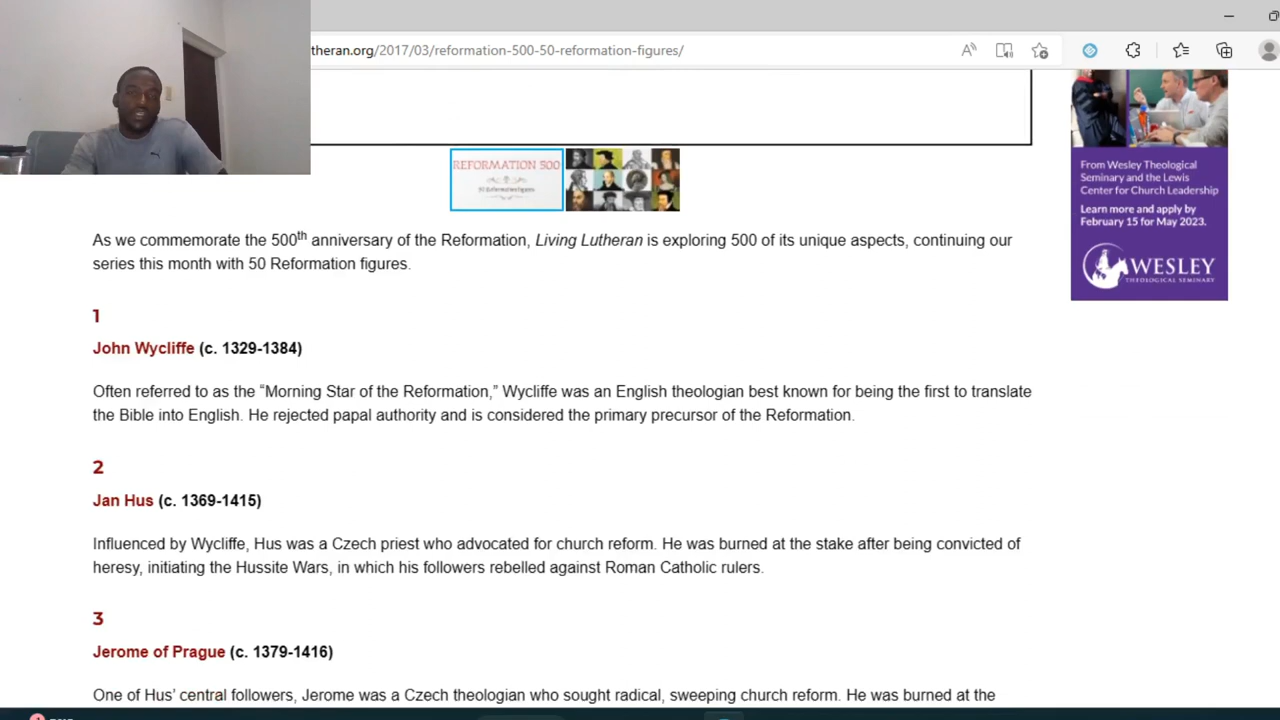 theran.org/2017/03/reformation-500-50-reformation-figures/
REFORMATION 500
50 Reformation figures
From Wesley Theological
Seminary and the Lewis
Center for Church Leadership
Learn more and apply by
February 15 for May 2023.
WESLEY
THEOLOGICAL SEMINARY
As we commemorate the 500th anniversary of the Reformation, Living Lutheran is exploring 500 of its unique aspects, continuing our
series this month with 50 Reformation figures.
1
John Wycliffe (c. 1329-1384)
Often referred to as the “Morning Star of the Reformation,” Wycliffe was an English theologian best known for being the first to translate
the Bible into English. He rejected papal authority and is considered the primary precursor of the Reformation.
2
Jan Hus (c. 1369-1415)
Influenced by Wycliffe, Hus was a Czech priest who advocated for church reform. He was burned at the stake after being convicted of
heresy, initiating the Hussite Wars, in which his followers rebelled against Roman Catholic rulers.
3
Jerome of Prague (c. 1379-1416)
One of Hus’ central followers, Jerome was a Czech theologian who sought radical, sweeping church reform. He was burned at the